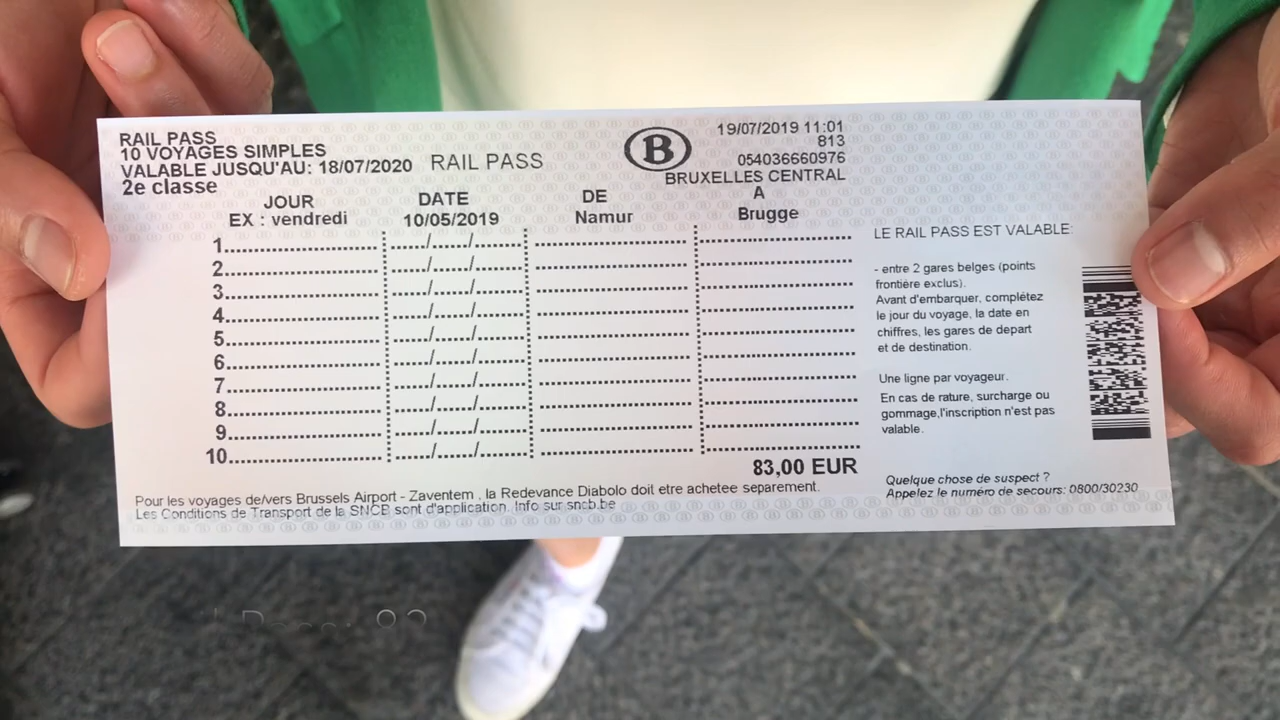 RAIL PASS
10 VOYAGES SIMPLES
VALABLE JUSQU'AU: 18/07/2020 RAIL PASS
2e classe
B
19/07/2019 11:01
813
054036660976
BRUXELLES CENTRAL
JOUR DATE DE A
EX : vendredi 10/05/2019 Namur Brugge
1 ....../....../......
2 ....../....../......
3 ....../....../......
4 ....../....../......
5 ....../....../......
6 ....../....../......
7 ....../....../......
8 ....../....../......
9 ....../....../......
10 ....../....../......
83,00 EUR
Pour les voyages de/vers Brussels Airport - Zaventem , la Redevance Diabolo doit etre achetee separement.
Les Conditions de Transport de la SNCB sont d'application. Info sur sncb.be
LE RAIL PASS EST VALABLE:
- entre 2 gares belges (points
frontière exclus).
Avant d'embarquer, complétez
le jour du voyage, la date en
chiffres, les gares de depart
et de destination.
Une ligne par voyageur.
En cas de rature, surcharge ou
gommage,l'inscription n'est pas
valable.
Quelque chose de suspect ?
Appelez le numéro de secours: 0800/30230